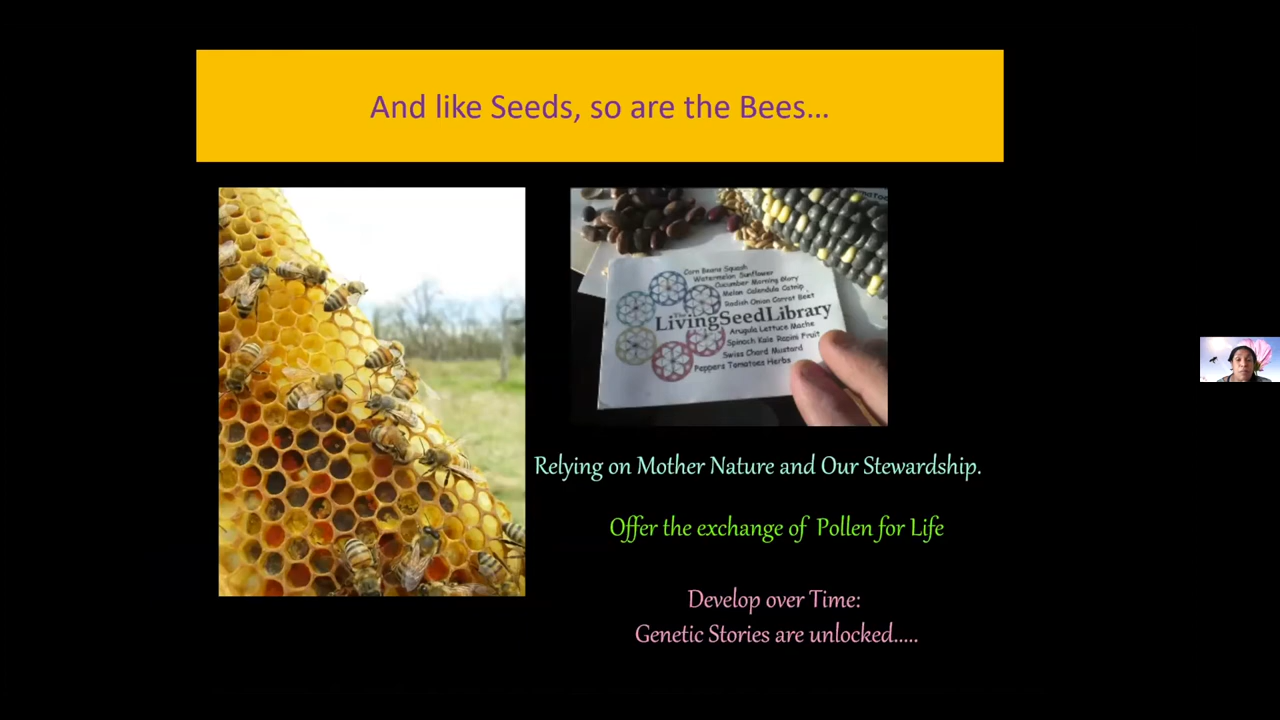 And like Seeds, so are the Bees...
Corn Beans Squash
Watermelon Sunflower
Cucumber Morning Glory
Melon Calendula Catnip
Radish Onion Carrot Beet
The
LivingSeedLibrary
Arugula Lettuce Mache
Spinach Kale Rapini Fruit
Swiss Chard Mustard
Peppers Tomatoes Herbs
Relying on Mother Nature and Our Stewardship.
Offer the exchange of Pollen for Life
Develop over Time:
Genetic Stories are unlocked.....